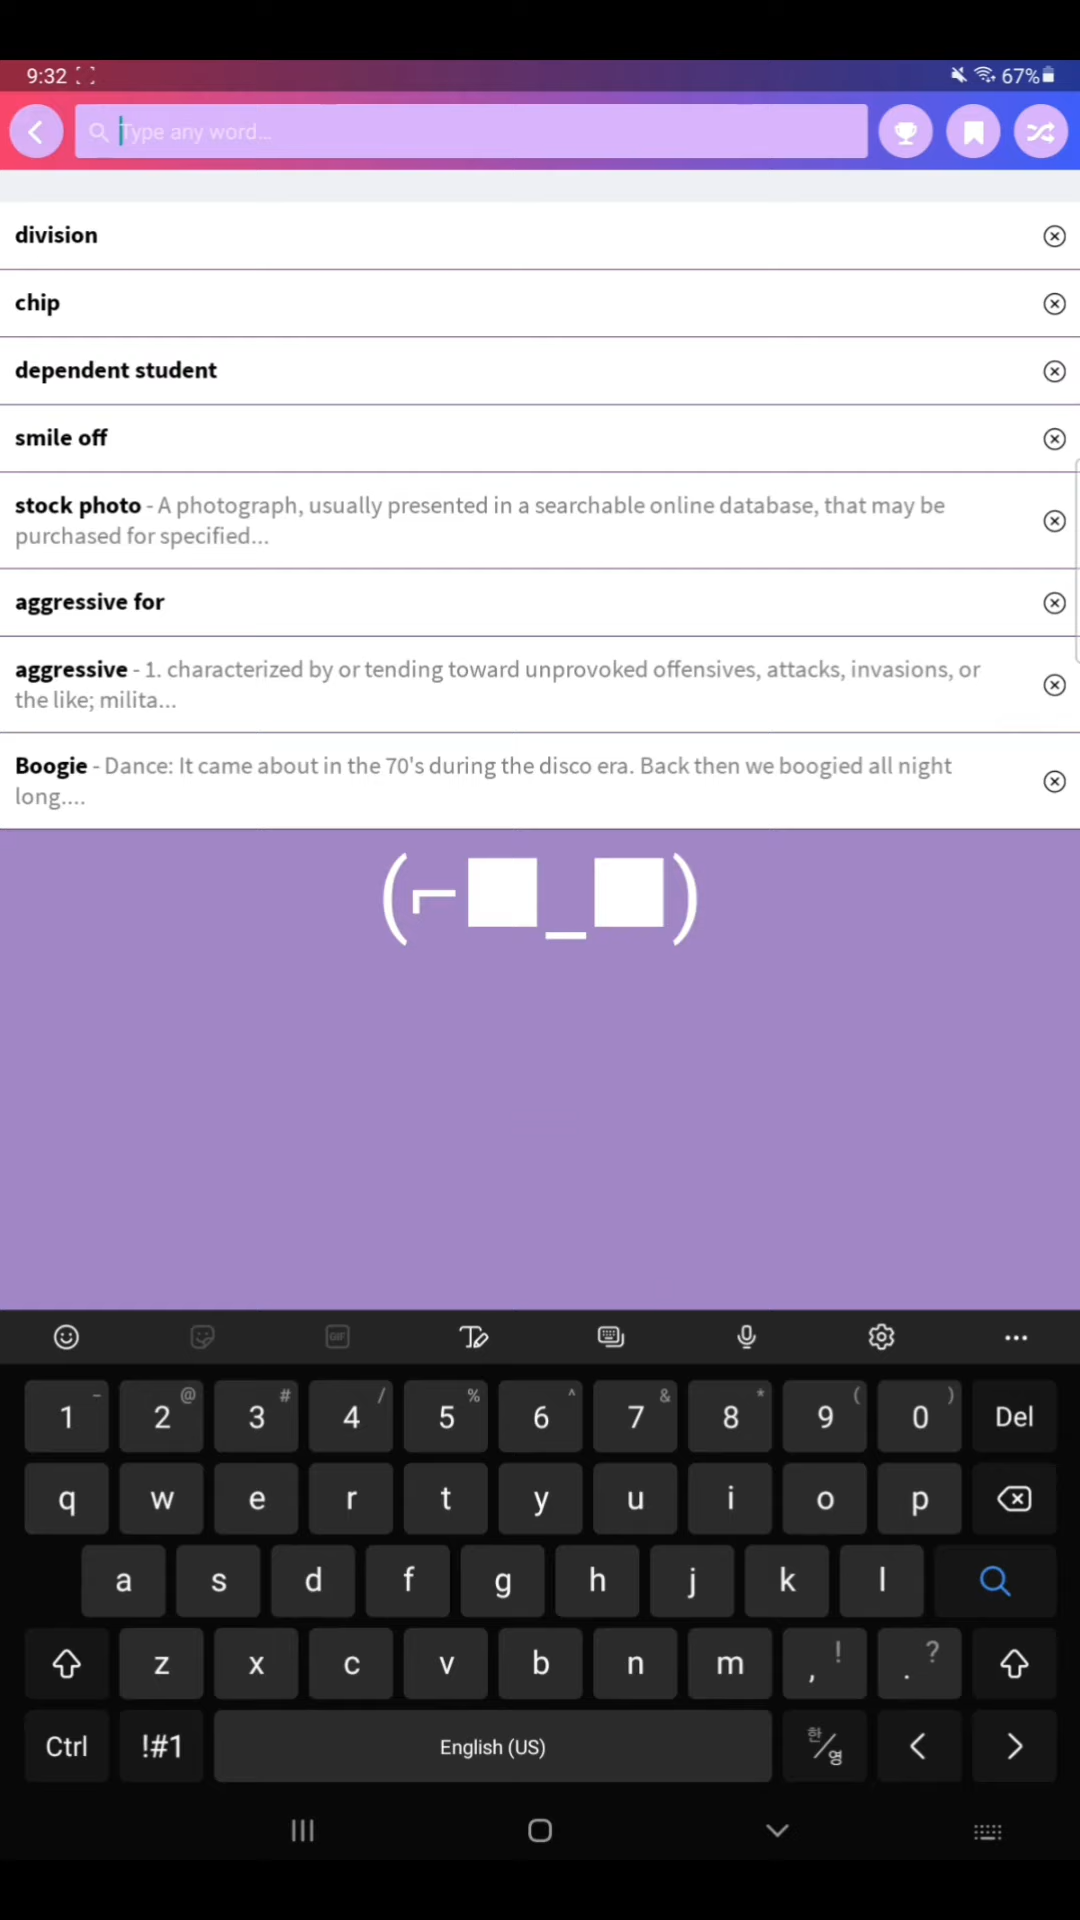 9:32
67%
Type any word...
division
chip
dependent student
smile off
stock photo - A photograph, usually presented in a searchable online database, that may be
purchased for specified...
aggressive for
aggressive - 1. characterized by or tending toward unprovoked offensives, attacks, invasions, or
the like; milita...
Boogie - Dance: It came about in the 70's during the disco era. Back then we boogied all night
long....
(⌐■_■)
GIF
1 - 2 @ 3 # 4 / 5 % 6 ^ 7 & 8 * 9 ( 0 ) Del
q w e r t y u i o p
a s d f g h j k l
z x c v b n m , ! . ?
Ctrl !#1 English (US) 한/영 < >